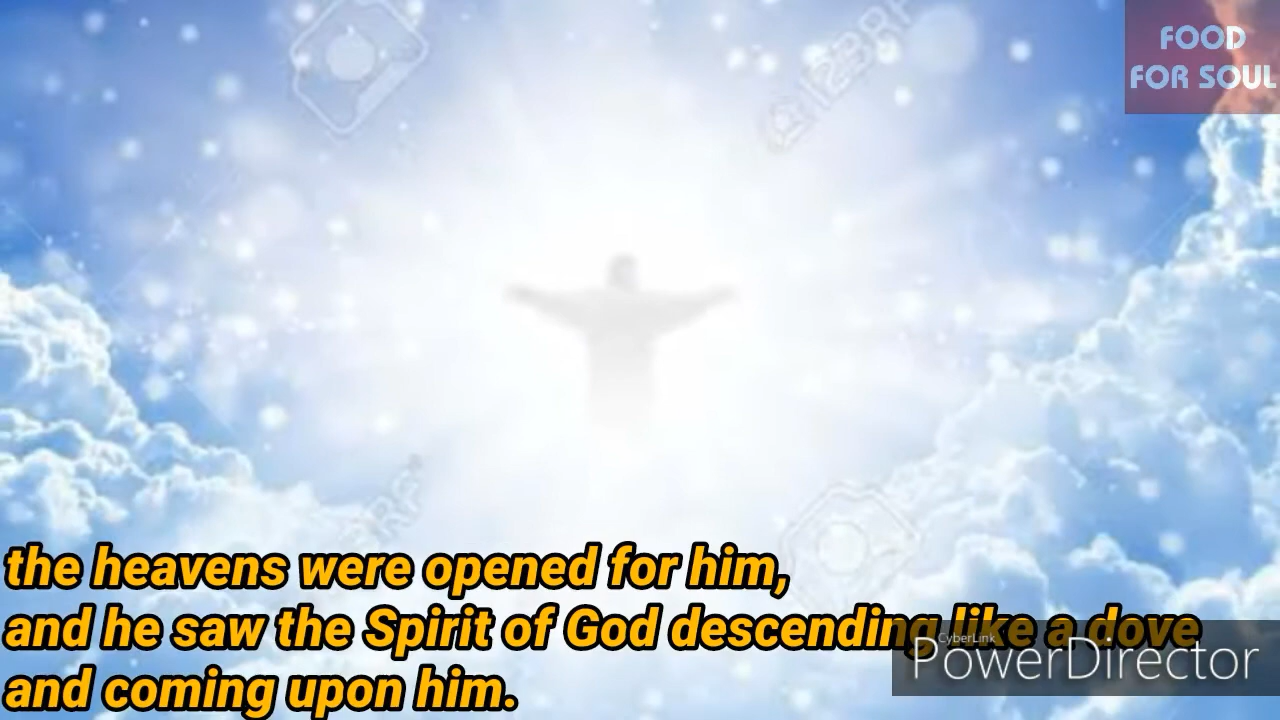 FOOD
FOR SOUL
123RF
the heavens were opened for him,
and he saw the Spirit of God descending like a dove
and coming upon him.
CyberLink
PowerDirector